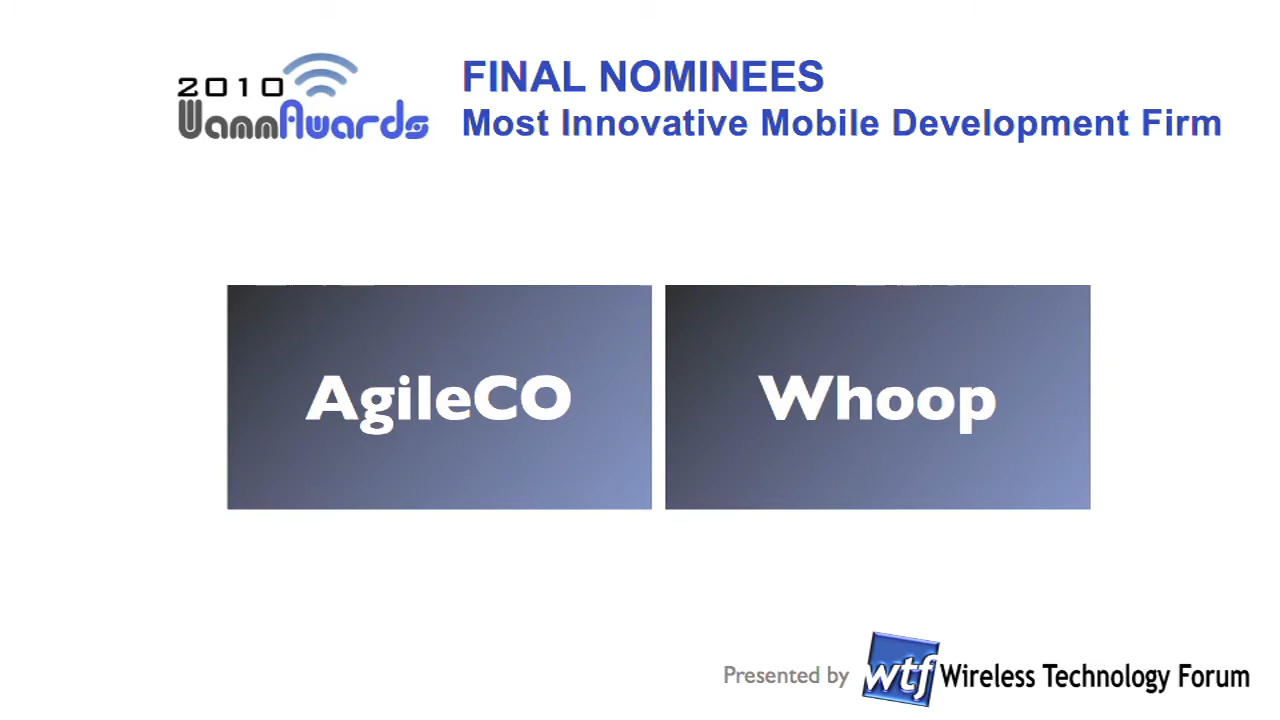 2010
WammAwards
FINAL NOMINEES
Most Innovative Mobile Development Firm
AgileCO
Whoop
Presented by
wtf Wireless Technology Forum